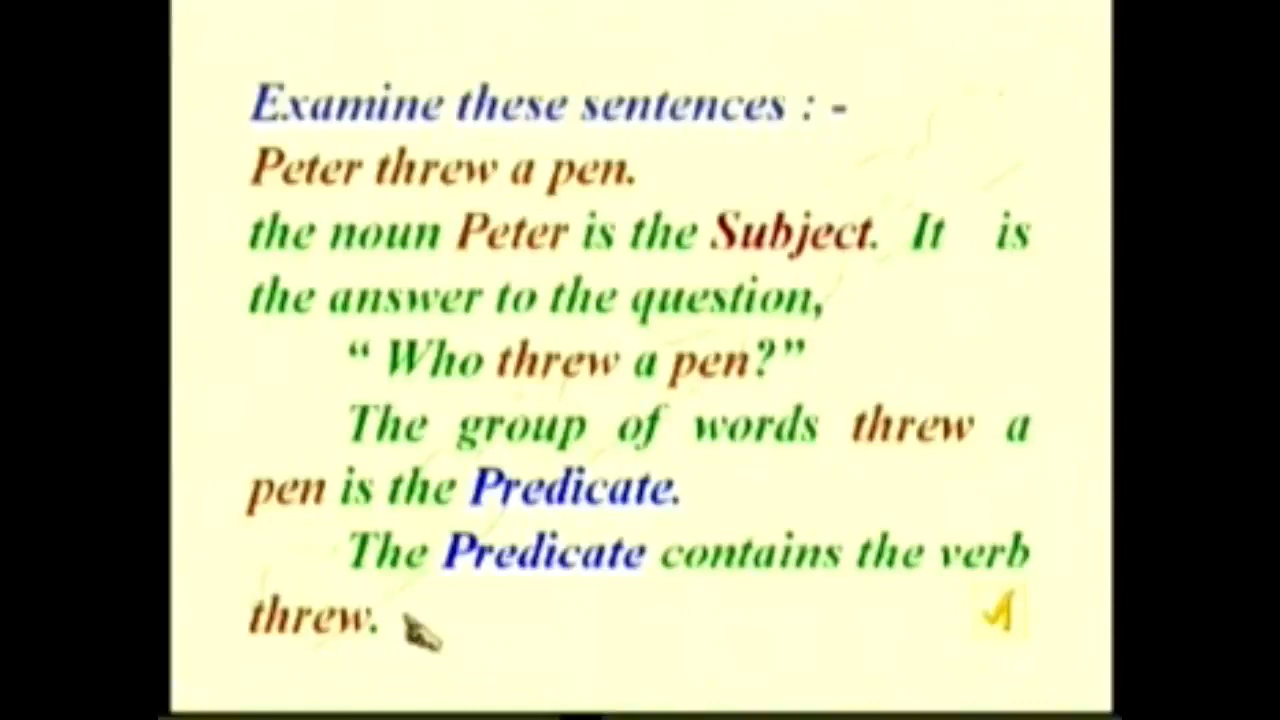 Examine these sentences : -
Peter threw a pen.
the noun Peter is the Subject. It is
the answer to the question,
“ Who threw a pen?”
The group of words threw a
pen is the Predicate.
The Predicate contains the verb
threw.